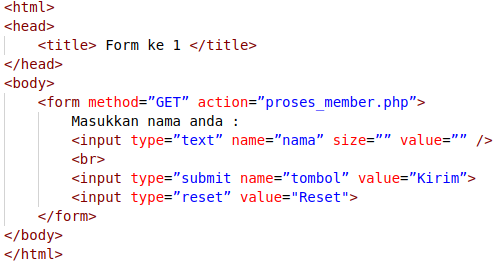 <html>
<head>
<title> Form ke 1 </title>
</head>
<body>
<form method=”GET” action=”proses_member.php”>
Masukkan nama anda :
<input type=”text” name=”nama” size=”” value=”” />
<br>
<input type=”submit name=”tombol” value=”Kirim”>
<input type=”reset” value="Reset">
</form>
</body>
</html>